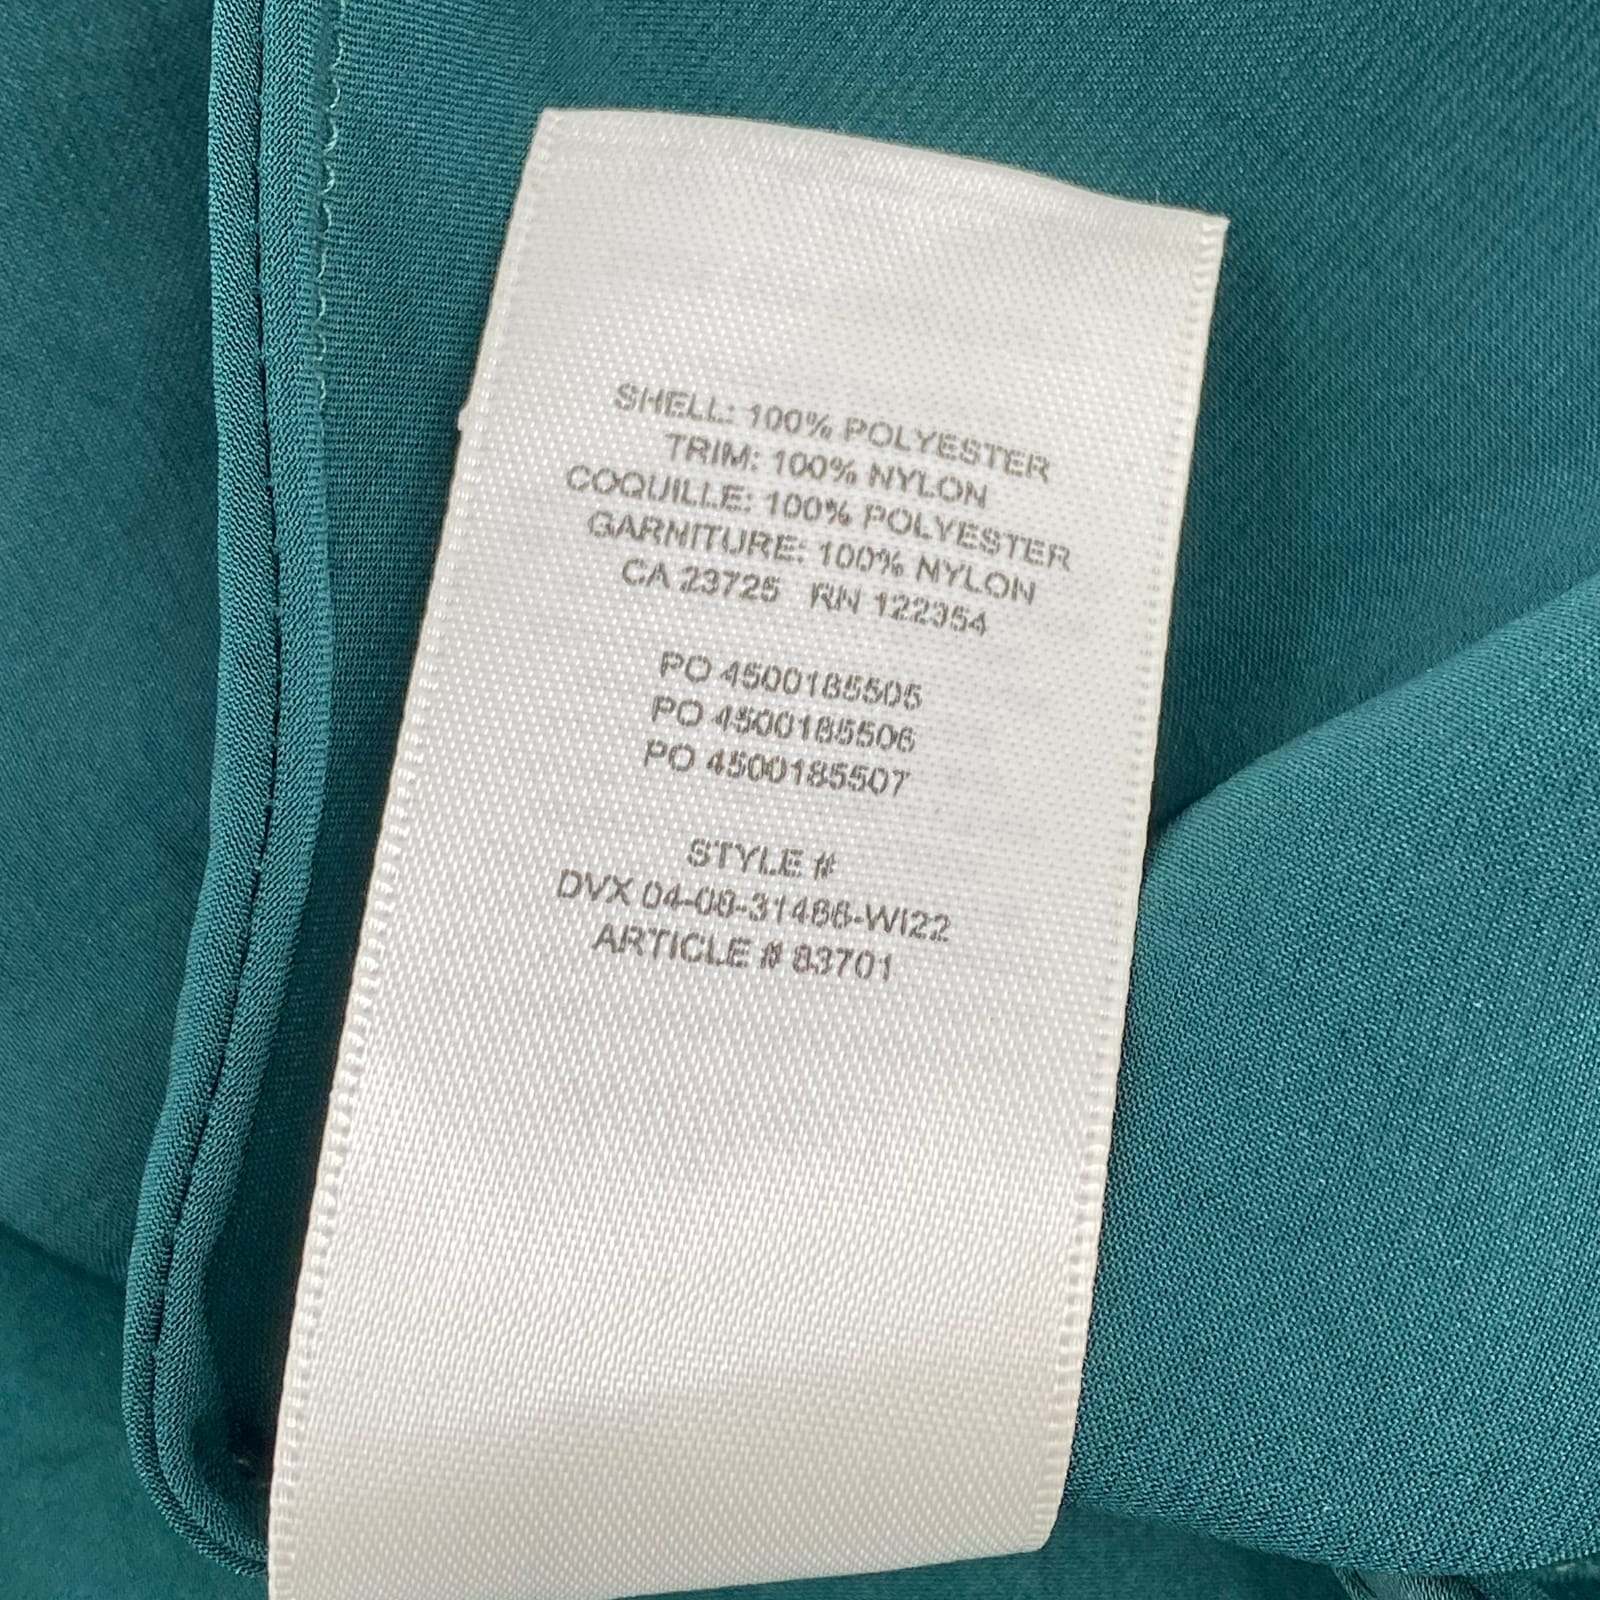 SHELL: 100% POLYESTER
TRIM: 100% NYLON
COQUILLE: 100% POLYESTER
GARNITURE: 100% NYLON
CA 23725 RN 122354
PO 4500185505
PO 4500185506
PO 4500185507
STYLE #
DVX 04-08-31466-WI22
ARTICLE # 83701